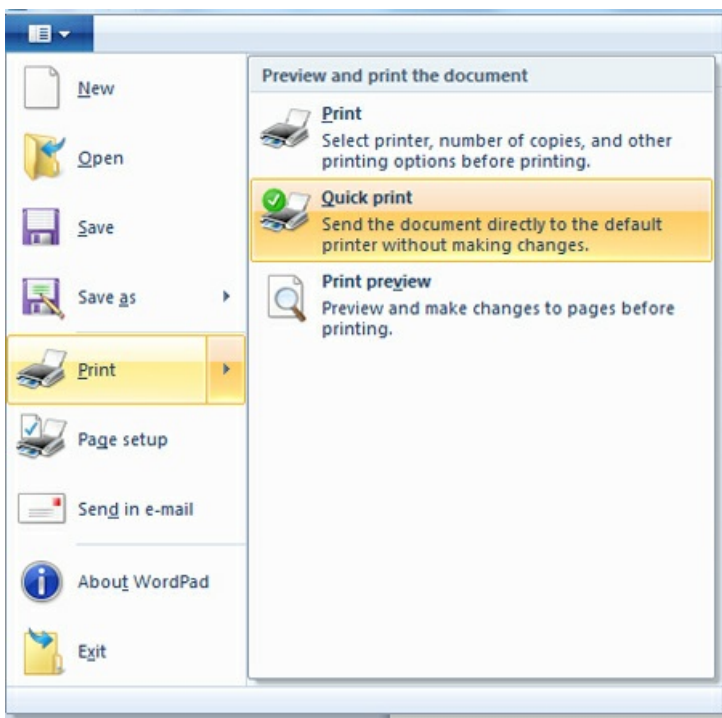 New
Open
Save
Save as
Print
Page setup
Send in e-mail
About WordPad
Exit
Preview and print the document
Print
Select printer, number of copies, and other
printing options before printing.
Quick print
Send the document directly to the default
printer without making changes.
Print preview
Preview and make changes to pages before
printing.